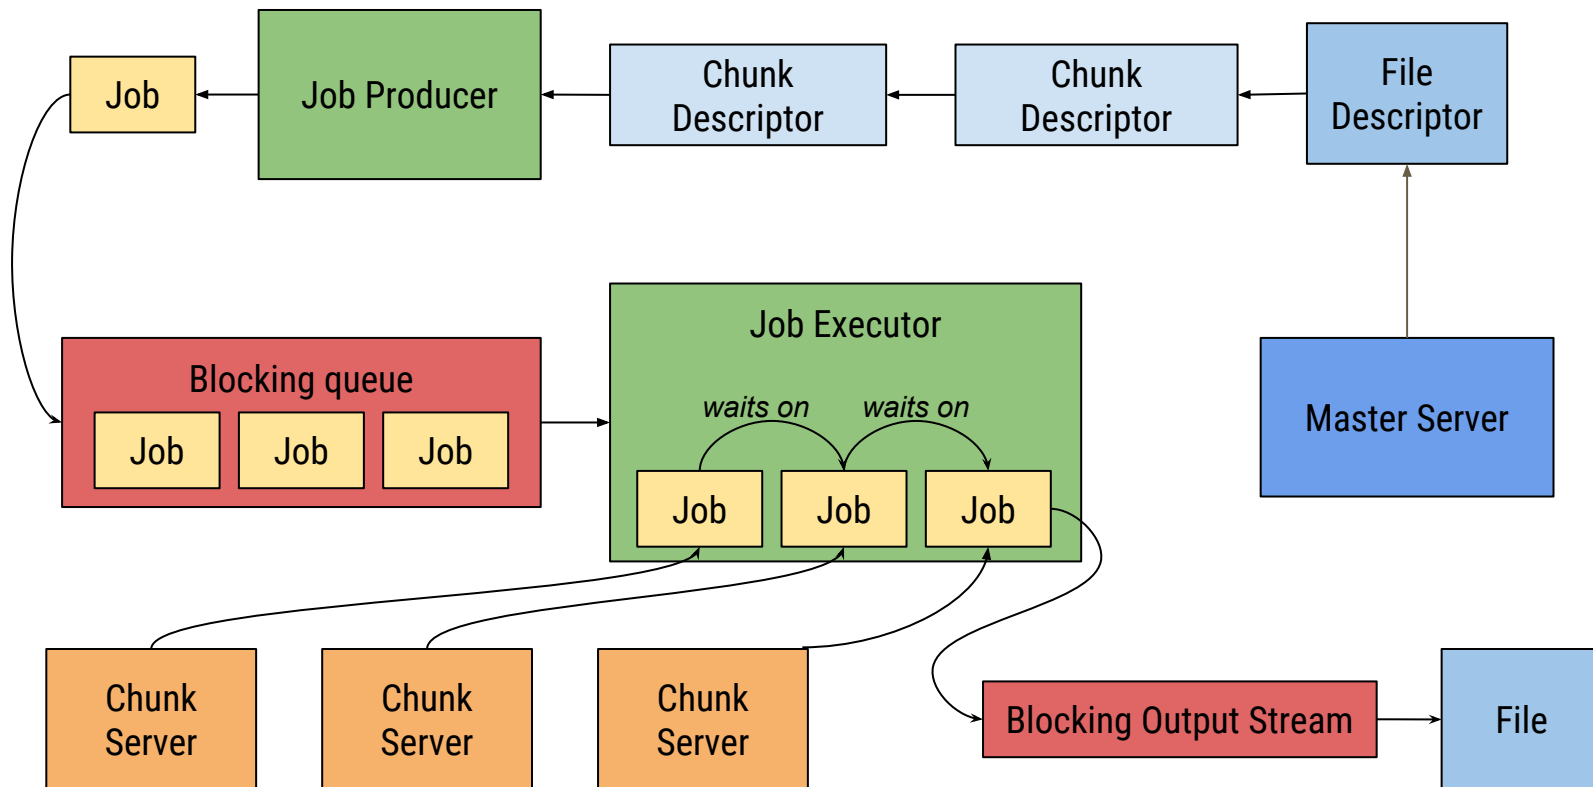 Job
Job Producer
Chunk
Descriptor
Chunk
Descriptor
File
Descriptor
Blocking queue
Job
Job
Job
Job Executor
waits on
waits on
Job
Job
Job
Master Server
Chunk
Server
Chunk
Server
Chunk
Server
Blocking Output Stream
File